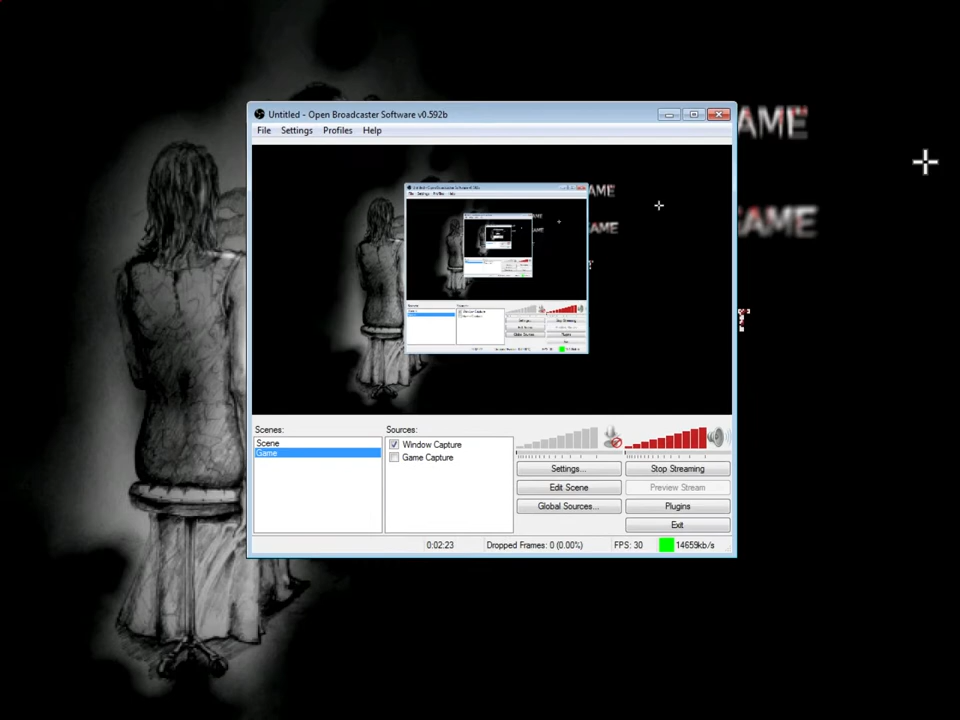 Untitled - Open Broadcaster Software v0.592b
File Settings Profiles Help
AME
GAME
Scenes:
Scene
Game
Sources:
Window Capture
Game Capture
Settings...
Edit Scene
Global Sources...
Stop Streaming
Preview Stream
Plugins
Exit
0:02:23 Dropped Frames: 0 (0.00%) FPS: 30 14659kb/s